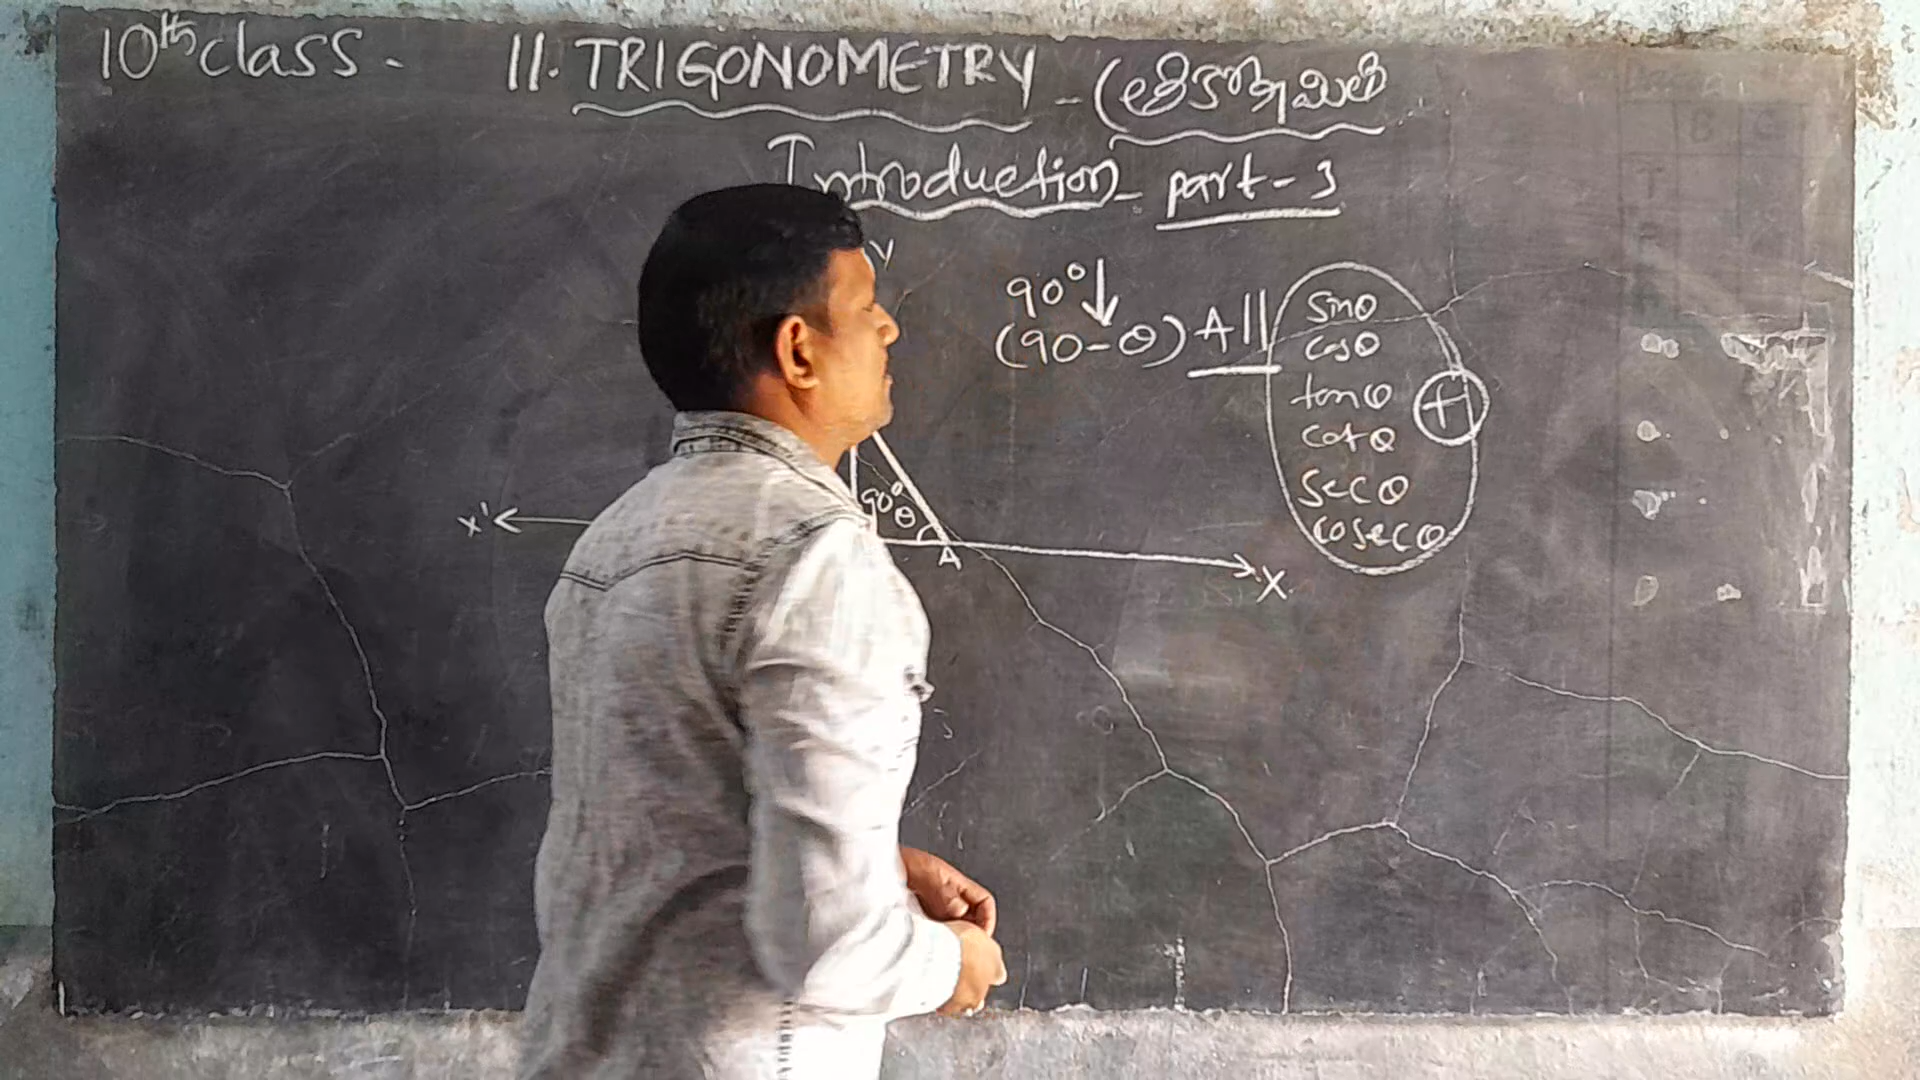 10th class. 11. TRIGONOMETRY - (త్రికోణమితి
Introduction - part - 3
Y
90°↓
(90-θ) All
sinθ
cosθ
tanθ +
cotθ
secθ
cosecθ
90° θ
x'
A
X